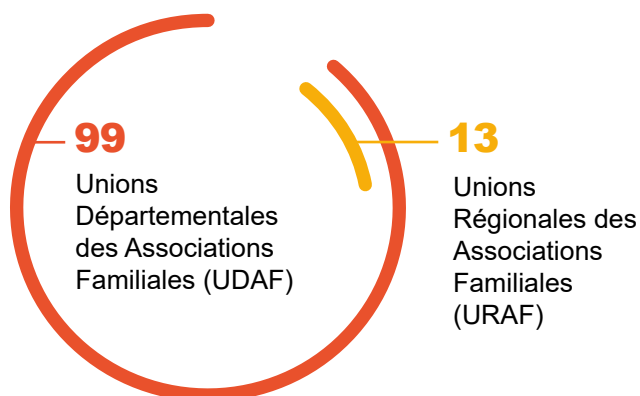 99
Unions
Départementales
des Associations
Familiales (UDAF)
13
Unions
Régionales des
Associations
Familiales
(URAF)